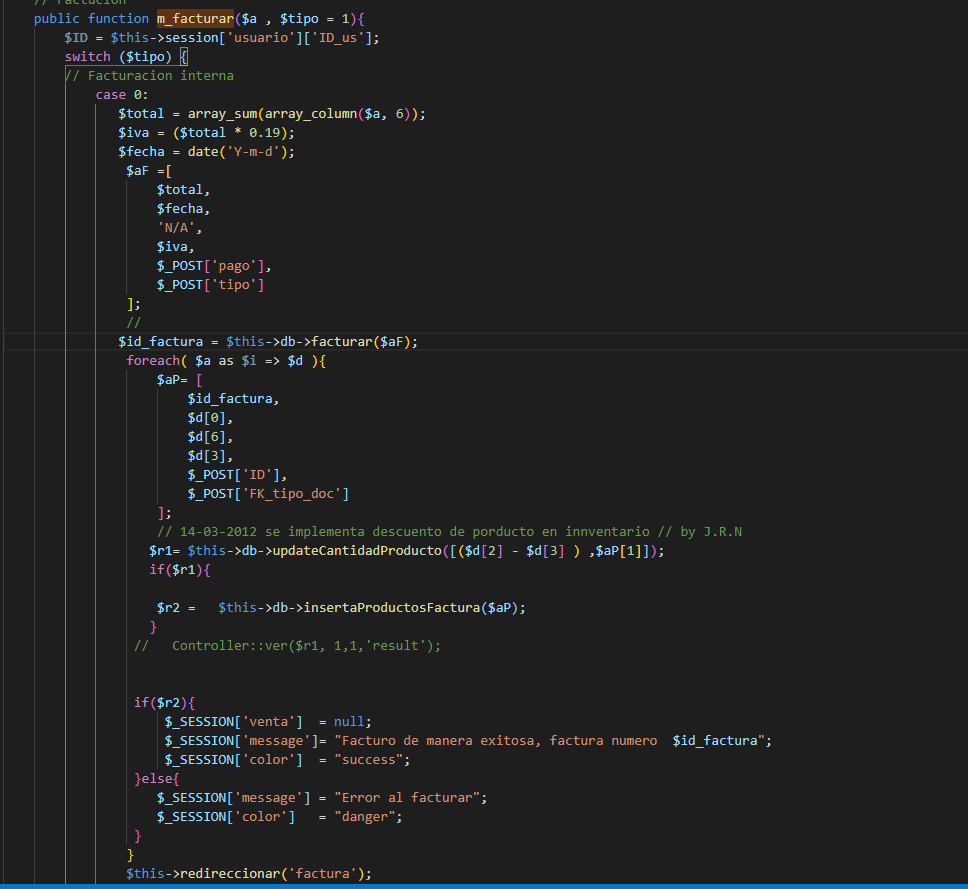 // factucion
public function m_facturar($a , $tipo = 1){
$ID = $this->session['usuario']['ID_us'];
switch ($tipo) {
// Facturacion interna
case 0:
$total = array_sum(array_column($a, 6));
$iva = ($total * 0.19);
$fecha = date('Y-m-d');
$aF =[
$total,
$fecha,
'N/A',
$iva,
$_POST['pago'],
$_POST['tipo']
];
//
$id_factura = $this->db->facturar($aF);
foreach( $a as $i => $d ){
$aP= [
$id_factura,
$d[0],
$d[6],
$d[3],
$_POST['ID'],
$_POST['FK_tipo_doc']
];
// 14-03-2012 se implementa descuento de porducto en innventario // by J.R.N
$r1= $this->db->updateCantidadProducto([($d[2] - $d[3] ) ,$aP[1]]);
if($r1){
$r2 =   $this->db->insertaProductosFactura($aP);
}
//   Controller::ver($r1, 1,1,'result');
if($r2){
$_SESSION['venta']  = null;
$_SESSION['message']= "Facturo de manera exitosa, factura numero  $id_factura";
$_SESSION['color']  = "success";
}else{
$_SESSION['message'] = "Error al facturar";
$_SESSION['color']   = "danger";
}
}
$this->redireccionar('factura');